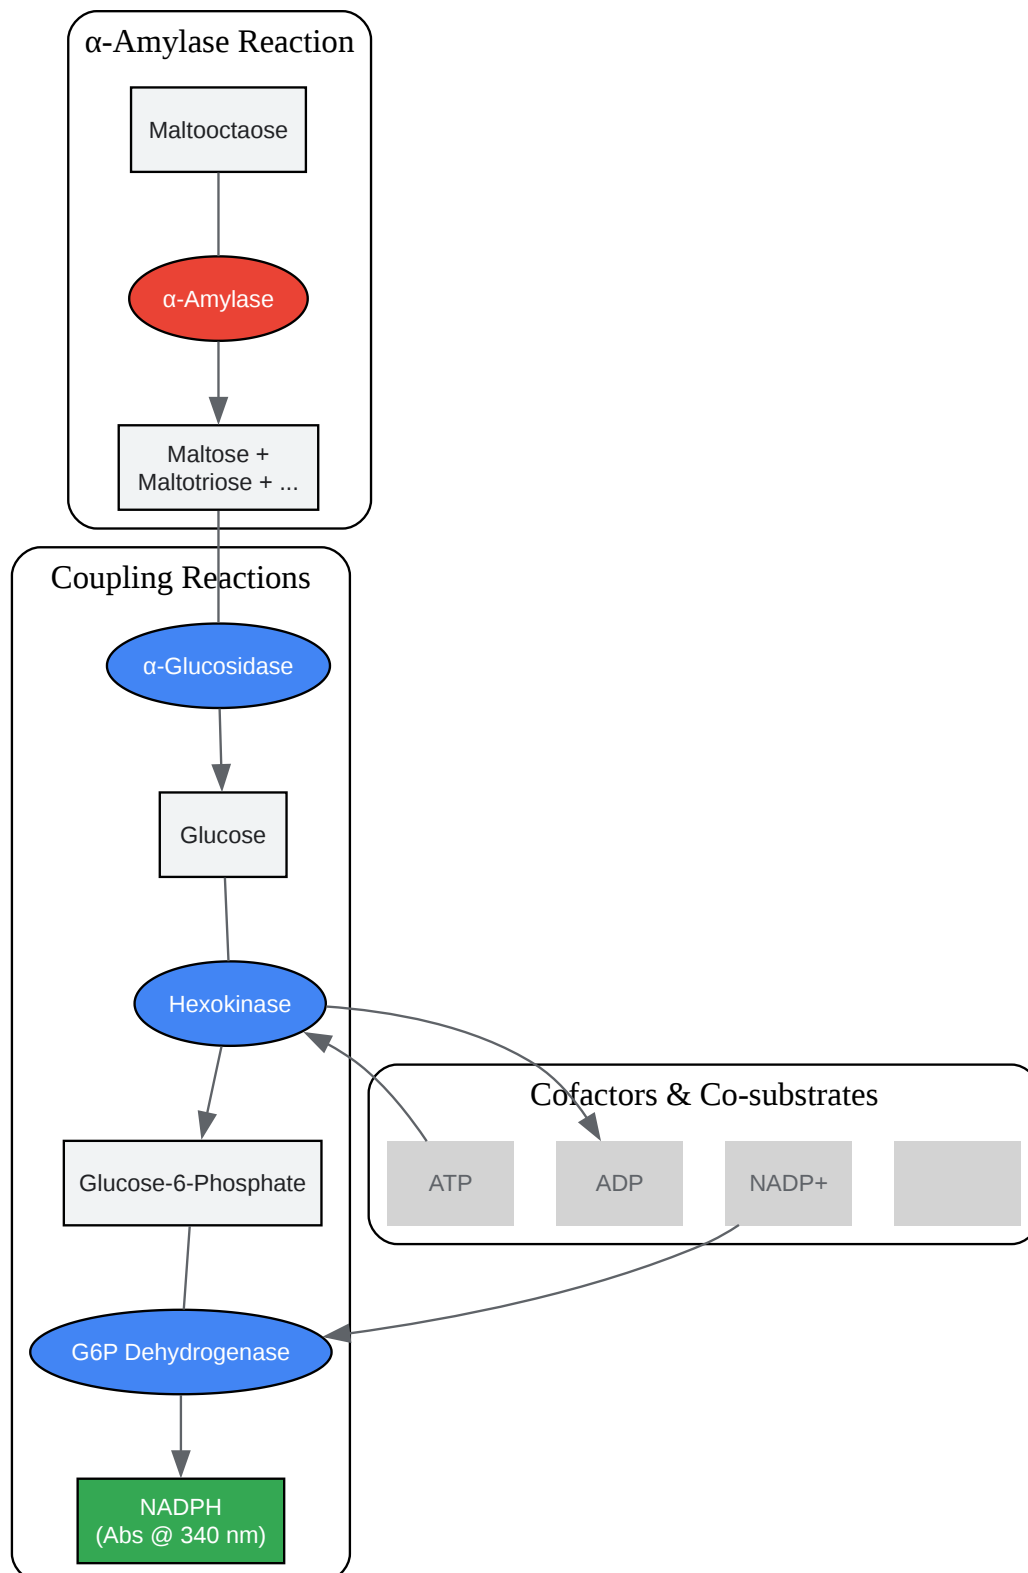 α-Amylase Reaction
Maltooctaose
α-Amylase
Maltose +
Maltotriose + ...
Coupling Reactions
α-Glucosidase
Glucose
Hexokinase
Cofactors & Co-substrates
Glucose-6-Phosphate
ATP
ADP
NADP+
G6P Dehydrogenase
NADPH
(Abs @ 340 nm)